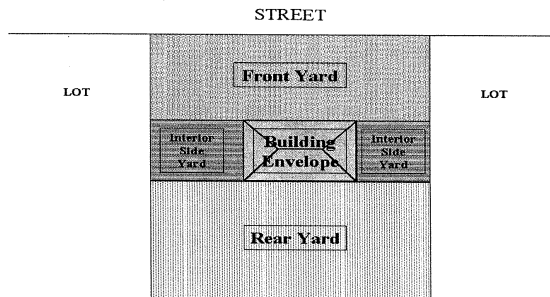 STREET
Front Yard
LOT
LOT
Interior
Side
Yard
Building
Envelope
Interior
Side
Yard
Rear Yard